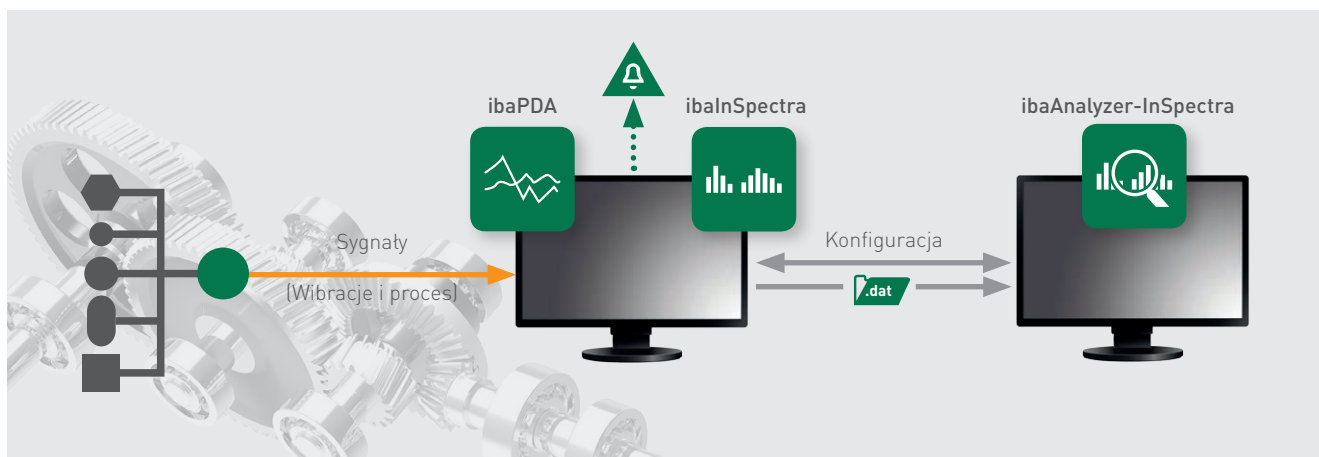 ibaPDA
ibaInSpectra
ibaAnalyzer-InSpectra
Sygnały
(Wibracje i proces)
Konfiguracja
.dat